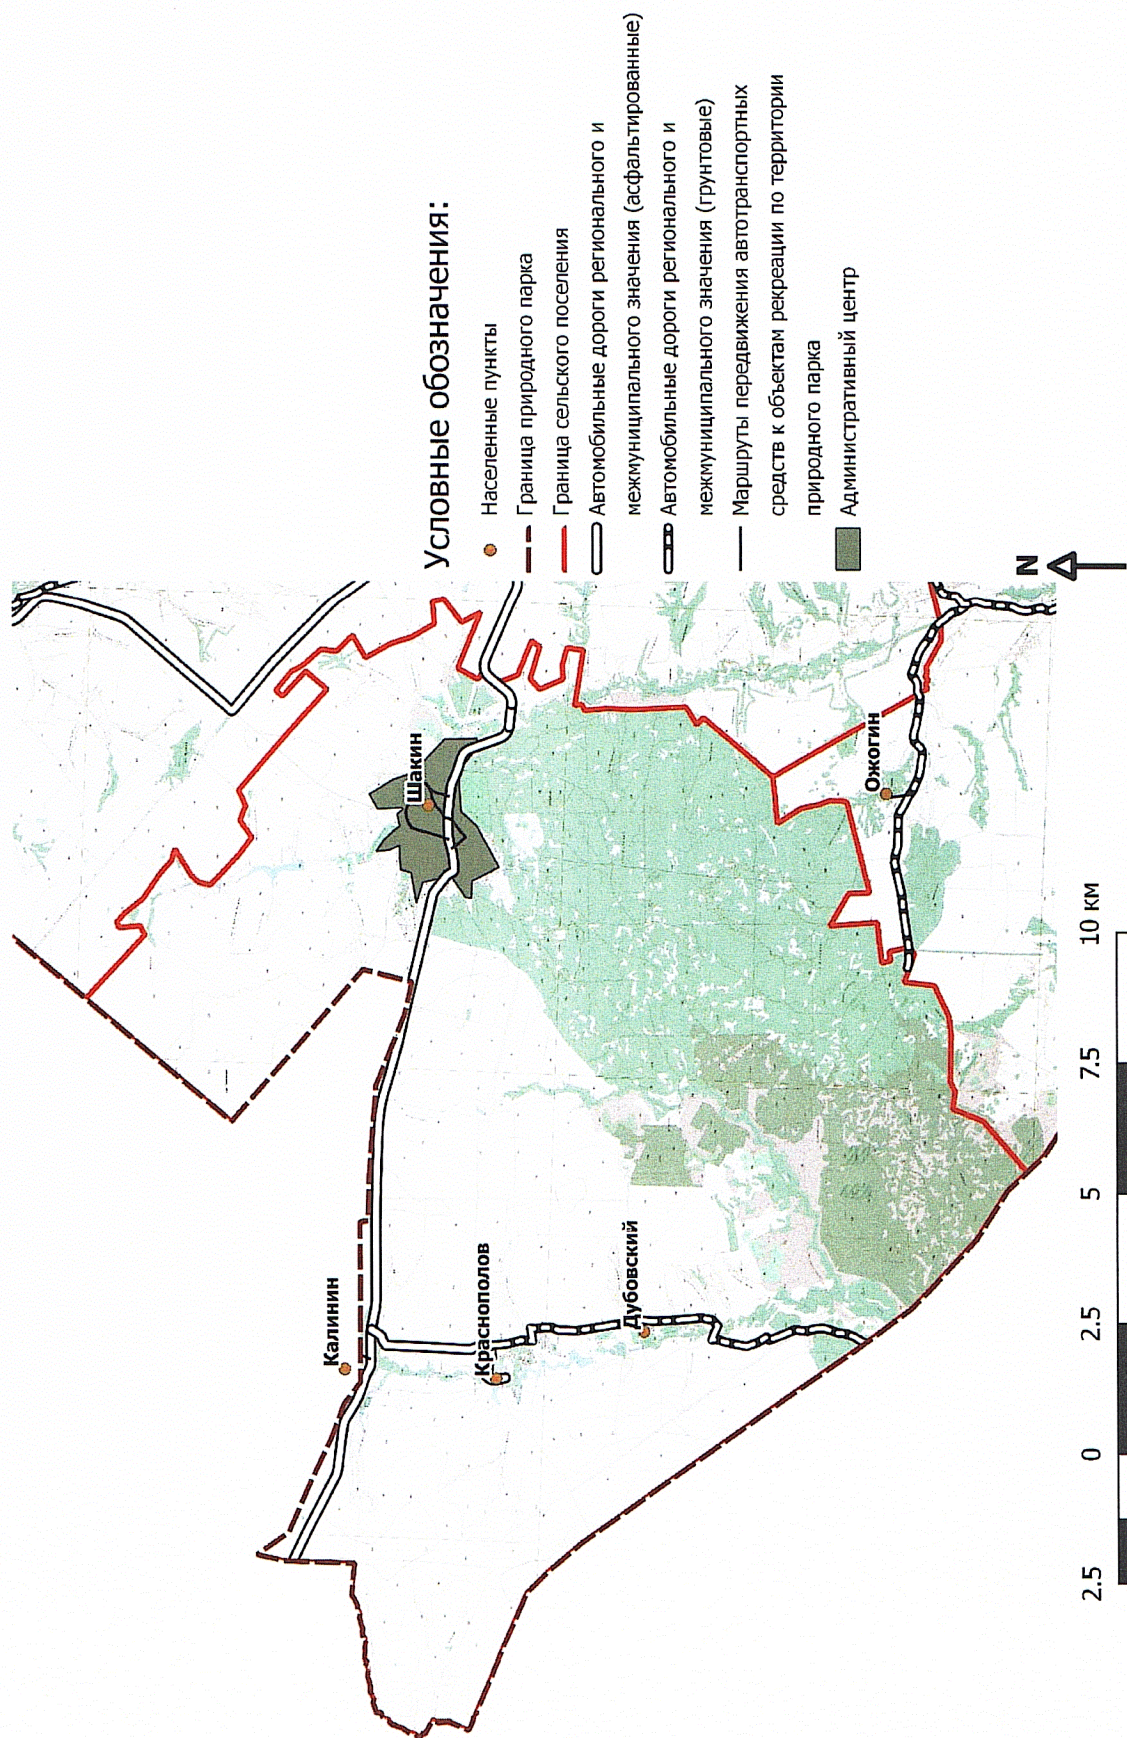 Условные обозначения:
Населенные пункты
Граница природного парка
Граница сельского поселения
Автомобильные дороги регионального и
межмуниципального значения (асфальтированные)
Автомобильные дороги регионального и
межмуниципального значения (грунтовые)
Маршруты передвижения автотранспортных
средств к объектам рекреации по территории
природного парка
Административный центр
Калинин
Шакин
Краснополов
Дубовский
Ожогин
N
2.5 0 2.5 5 7.5 10 км